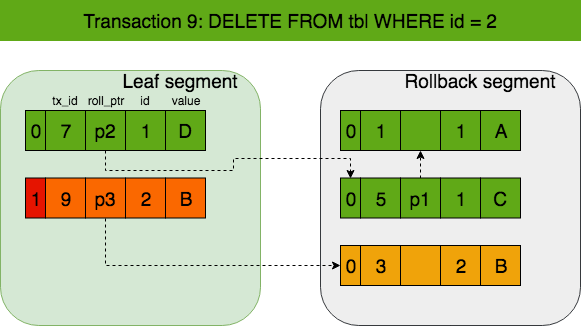 Transaction 9: DELETE FROM tbl WHERE id = 2
Leaf segment
tx_id roll_ptr id value
0 7 p2 1 D
1 9 p3 2 B
Rollback segment
0 1 1 A
0 5 p1 1 C
0 3 2 B